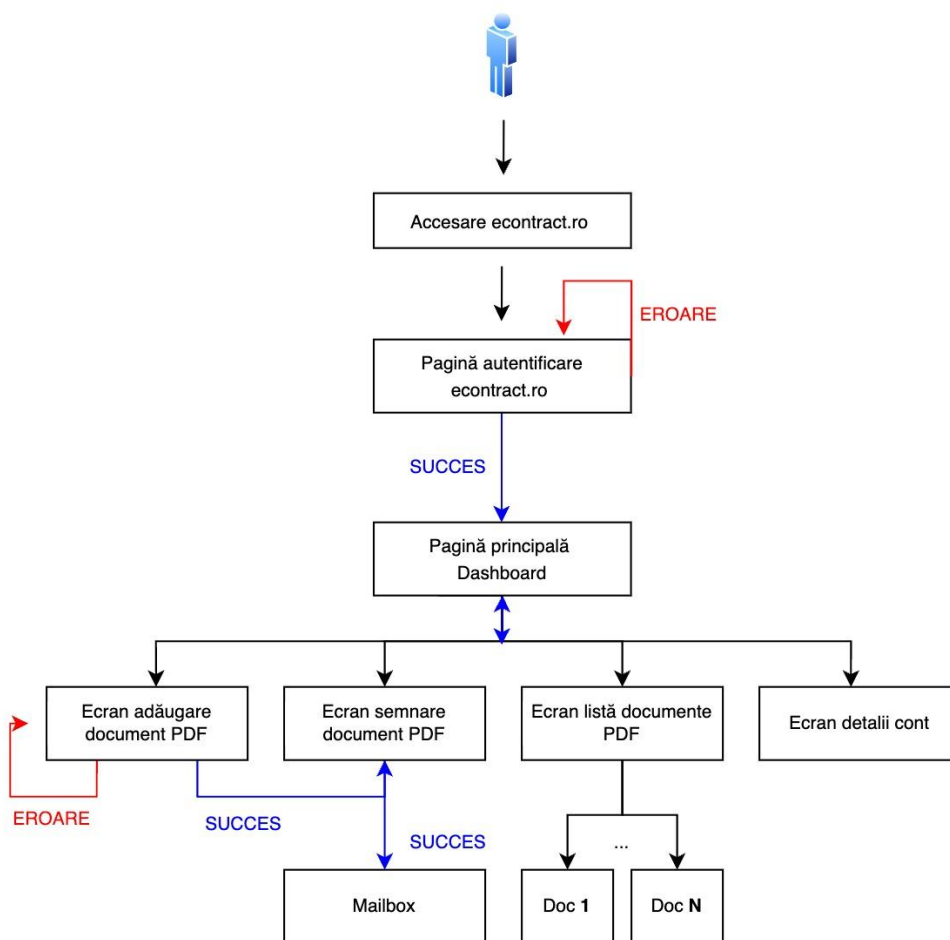 Accesare econtract.ro
EROARE
Pagină autentificare
econtract.ro
SUCCES
Pagină principală
Dashboard
Ecran adăugare
document PDF
Ecran semnare
document PDF
Ecran listă documente
PDF
Ecran detalii cont
EROARE
SUCCES
SUCCES
...
Mailbox
Doc 1
Doc N